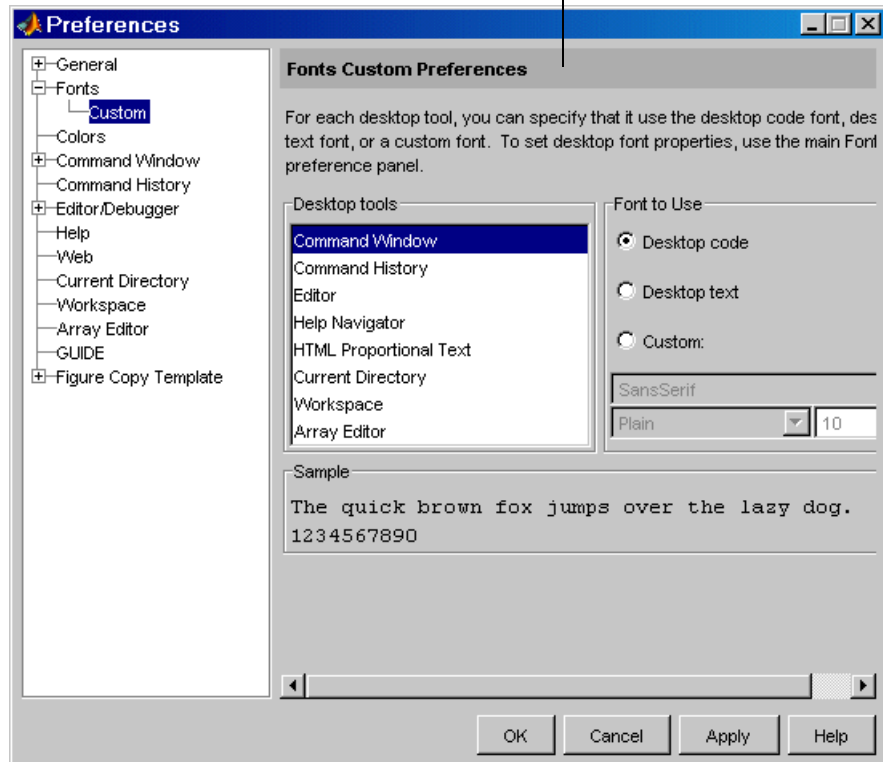 Preferences
General
Fonts
Custom
Colors
Command Window
Command History
Editor/Debugger
Help
Web
Current Directory
Workspace
Array Editor
GUIDE
Figure Copy Template
Fonts Custom Preferences
For each desktop tool, you can specify that it use the desktop code font, des
text font, or a custom font. To set desktop font properties, use the main Font
preference panel.
Desktop tools
Command Window
Command History
Editor
Help Navigator
HTML Proportional Text
Current Directory
Workspace
Array Editor
Font to Use
Desktop code
Desktop text
Custom:
SansSerif
Plain 10
Sample
The quick brown fox jumps over the lazy dog.
1234567890
OK Cancel Apply Help